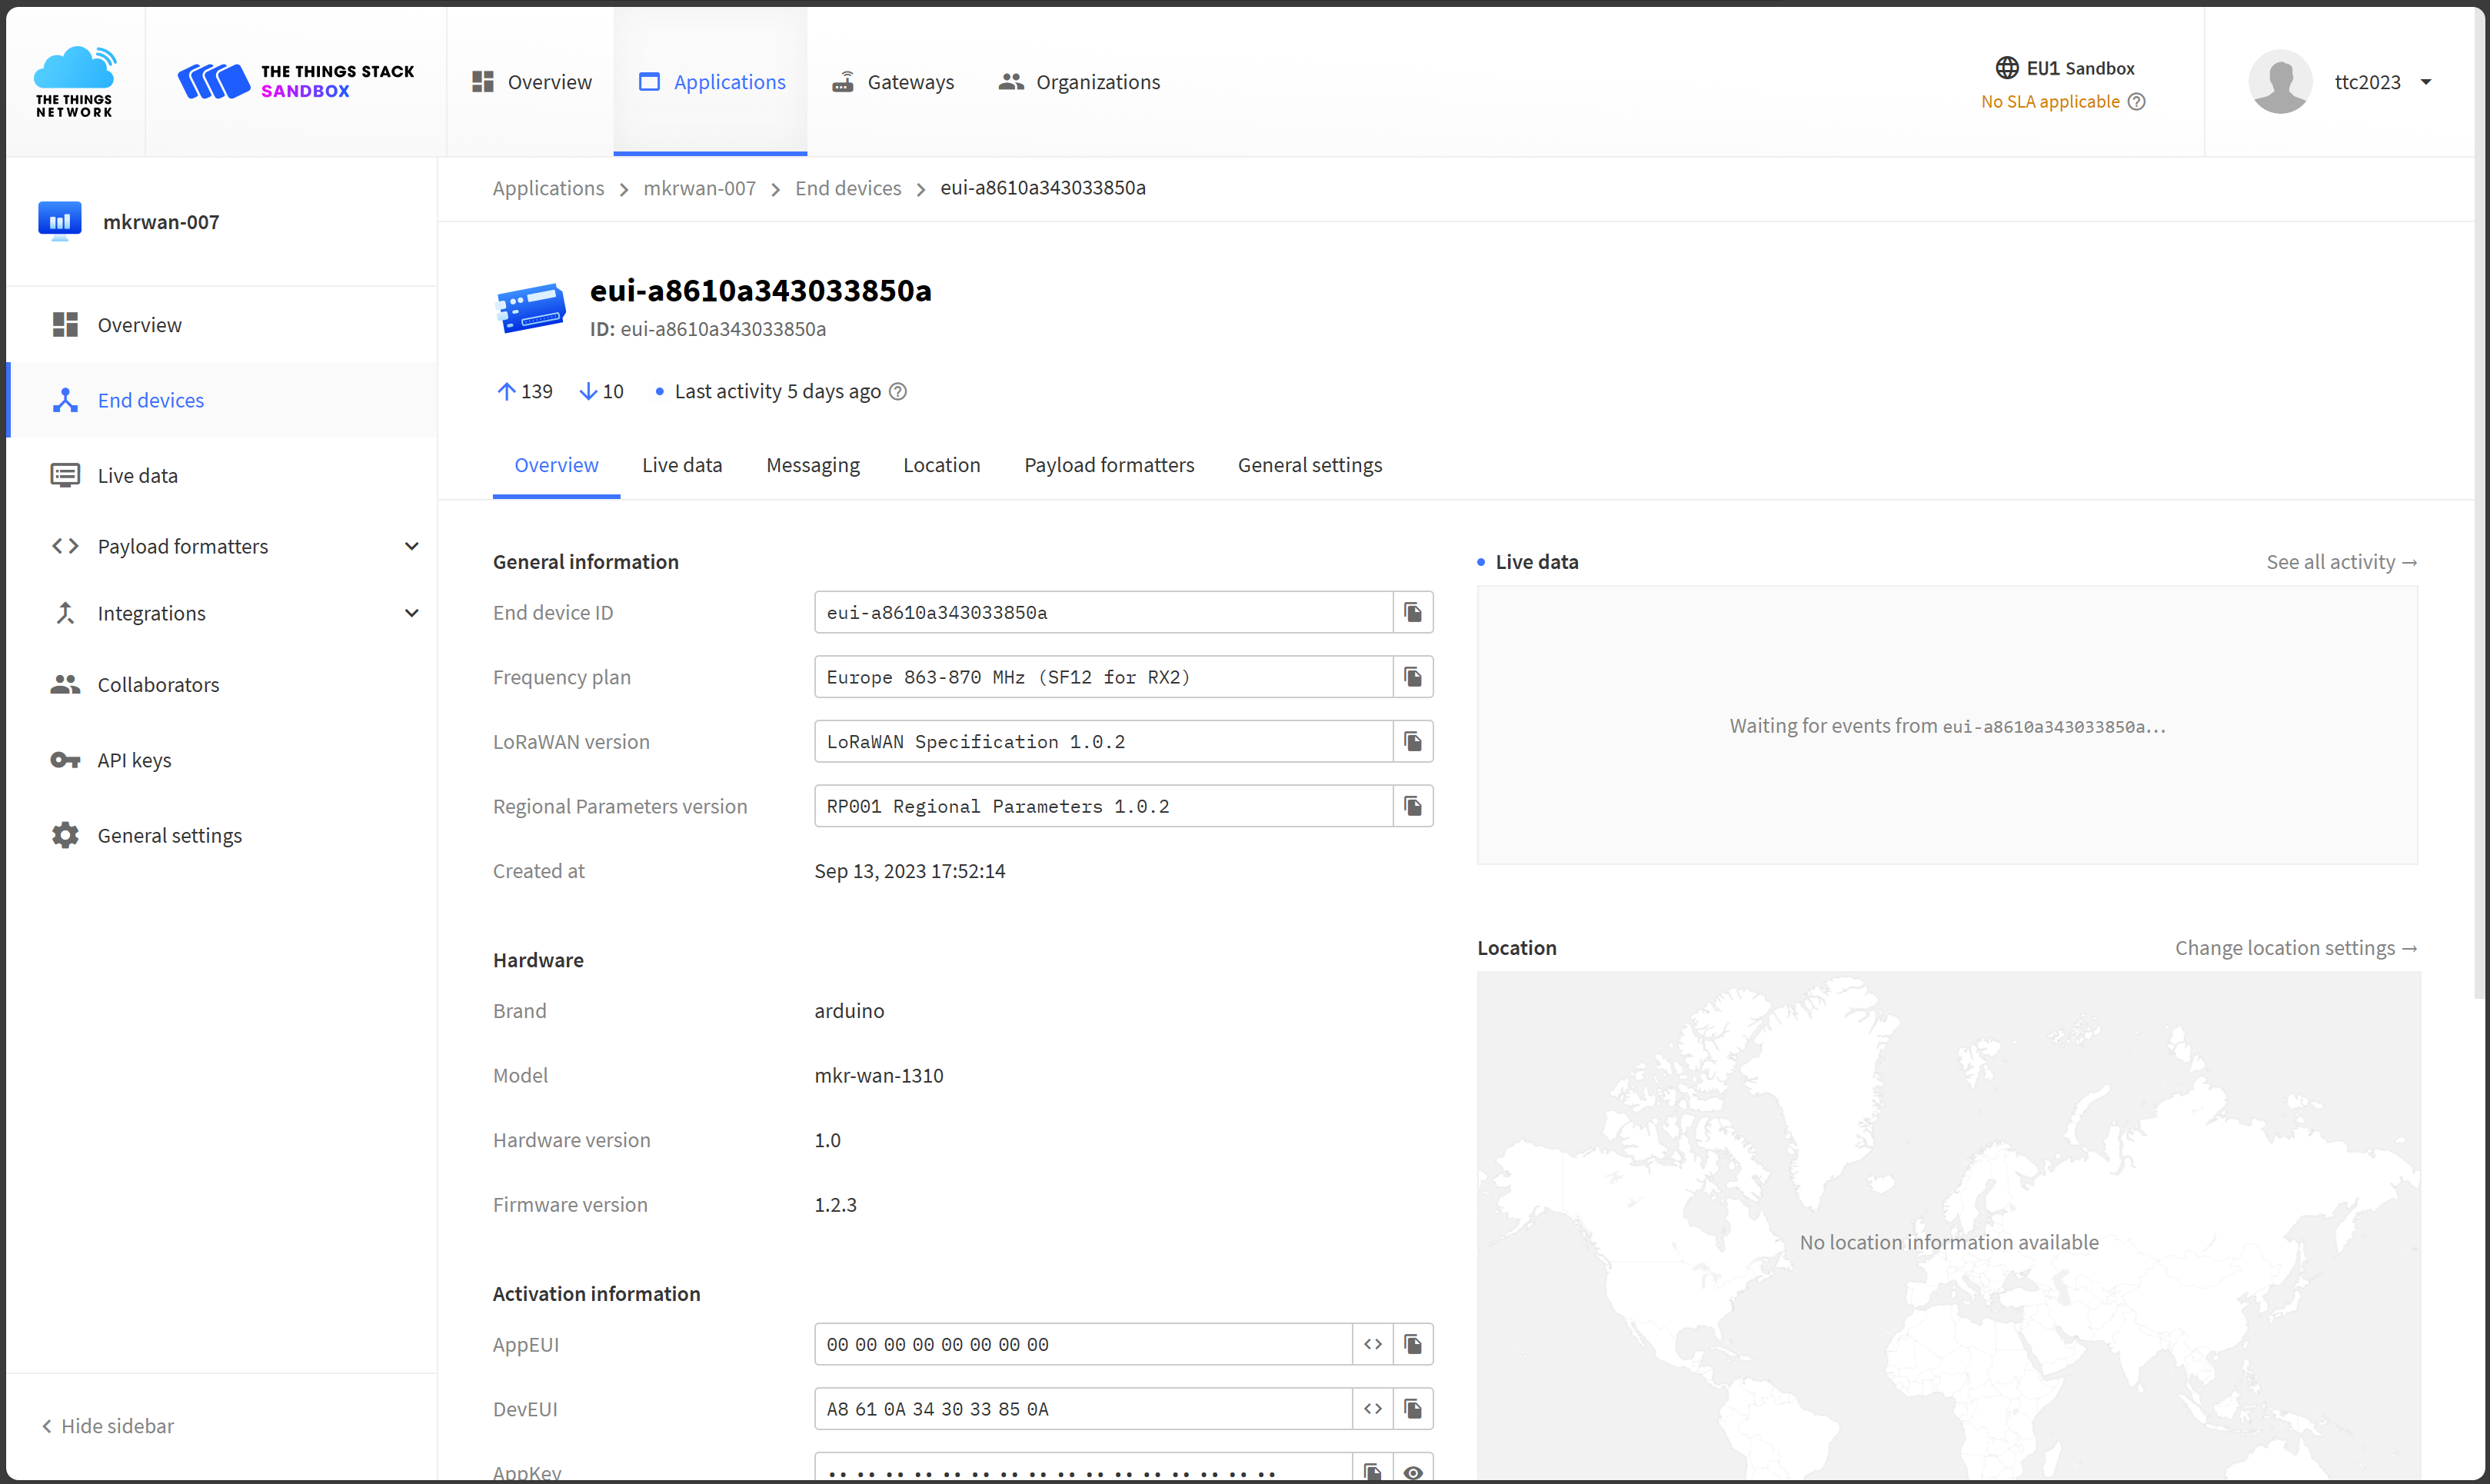 THE THINGS
NETWORK
THE THINGS STACK
SANDBOX
Overview
Applications
Gateways
Organizations
EU1 Sandbox
No SLA applicable
ttc2023
mkrwan-007
Overview
End devices
Live data
Payload formatters
Integrations
Collaborators
API keys
General settings
Hide sidebar
Applications > mkrwan-007 > End devices > eui-a8610a343033850a
eui-a8610a343033850a
ID: eui-a8610a343033850a
↑ 139 ↓ 10 • Last activity 5 days ago
Overview Live data Messaging Location Payload formatters General settings
General information
End device ID eui-a8610a343033850a
Frequency plan Europe 863-870 MHz (SF12 for RX2)
LoRaWAN version LoRaWAN Specification 1.0.2
Regional Parameters version RP001 Regional Parameters 1.0.2
Created at Sep 13, 2023 17:52:14
Hardware
Brand arduino
Model mkr-wan-1310
Hardware version 1.0
Firmware version 1.2.3
Activation information
AppEUI 00 00 00 00 00 00 00 00
DevEUI A8 61 0A 34 30 33 85 0A
AppKey
• Live data
See all activity →
Waiting for events from eui-a8610a343033850a...
Location
Change location settings →
No location information available